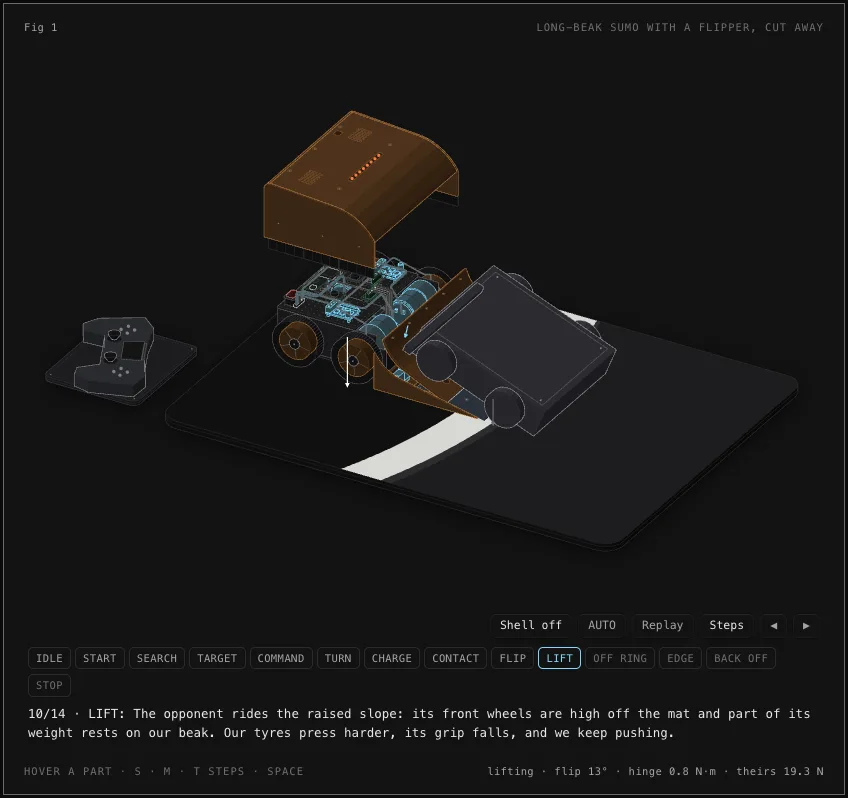 Fig 1
LONG-BEAK SUMO WITH A FLIPPER, CUT AWAY
Shell off AUTO Replay Steps ◀ ▶
IDLE START SEARCH TARGET COMMAND TURN CHARGE CONTACT FLIP LIFT OFF RING EDGE BACK OFF
STOP
10/14 · LIFT: The opponent rides the raised slope: its front wheels are high off the mat and part of its
weight rests on our beak. Our tyres press harder, its grip falls, and we keep pushing.
HOVER A PART · S · M · T STEPS · SPACE
lifting · flip 13° · hinge 0.8 N·m · theirs 19.3 N